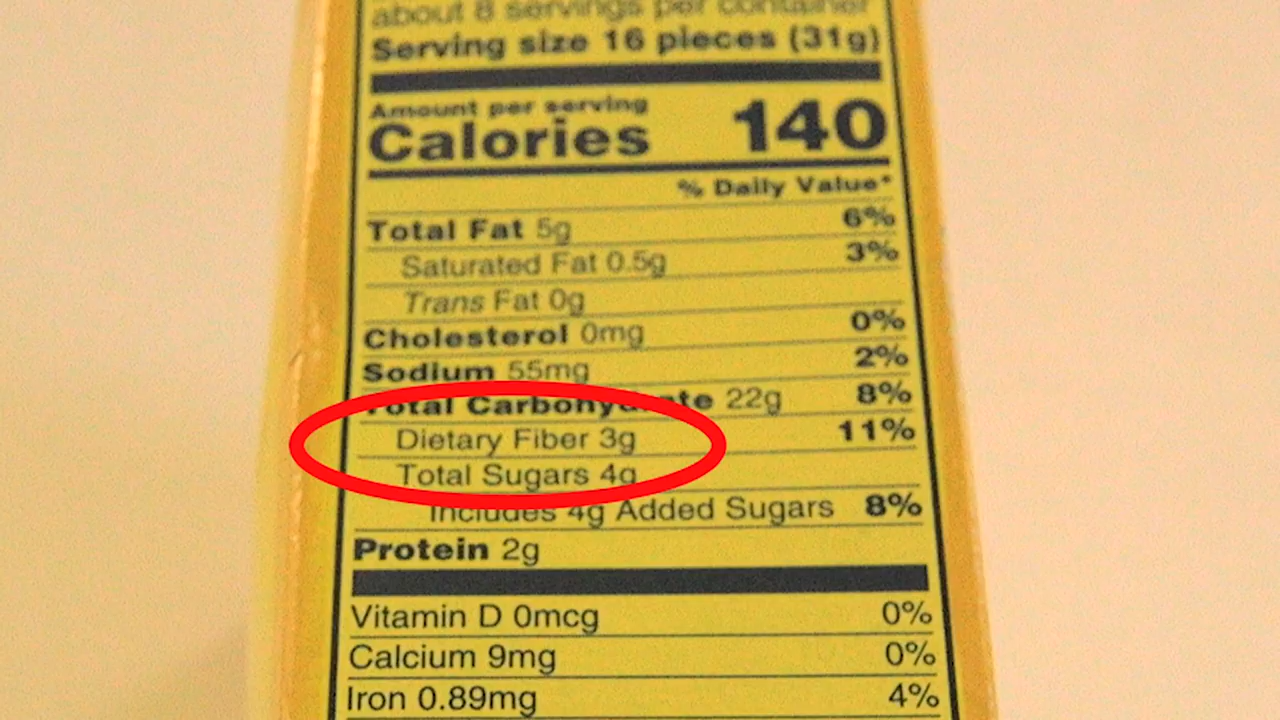 about 8 servings per container
Serving size 16 pieces (31g)
Amount per serving
Calories 140
% Daily Value*
Total Fat 5g 6%
Saturated Fat 0.5g 3%
Trans Fat 0g
Cholesterol 0mg 0%
Sodium 55mg 2%
Total Carbohydrate 22g 8%
Dietary Fiber 3g 11%
Total Sugars 4g
Includes 4g Added Sugars 8%
Protein 2g
Vitamin D 0mcg 0%
Calcium 9mg 0%
Iron 0.89mg 4%